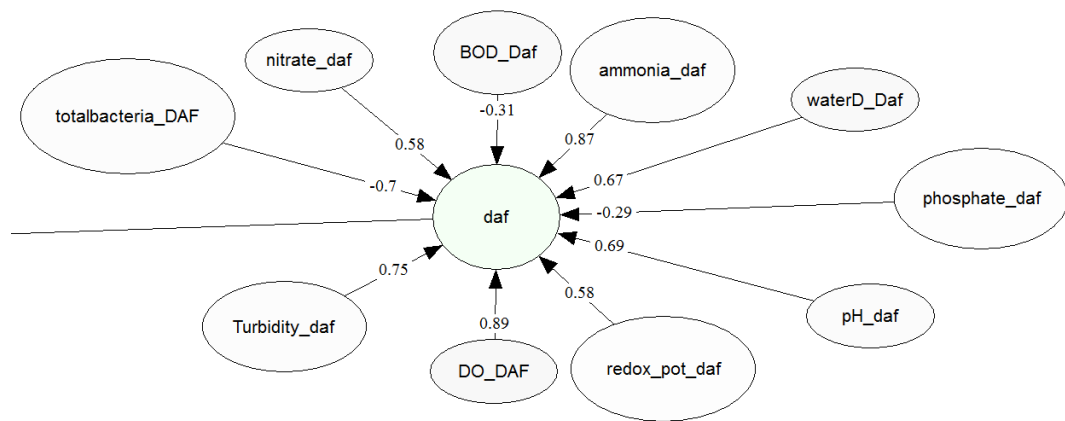 BOD_Daf
nitrate_daf
ammonia_daf
waterD_Daf
totalbacteria_DAF
-0.31
0.58
0.87
0.67
-0.7
phosphate_daf
-0.29
daf
0.69
0.75
0.58
pH_daf
Turbidity_daf
0.89
DO_DAF
redox_pot_daf